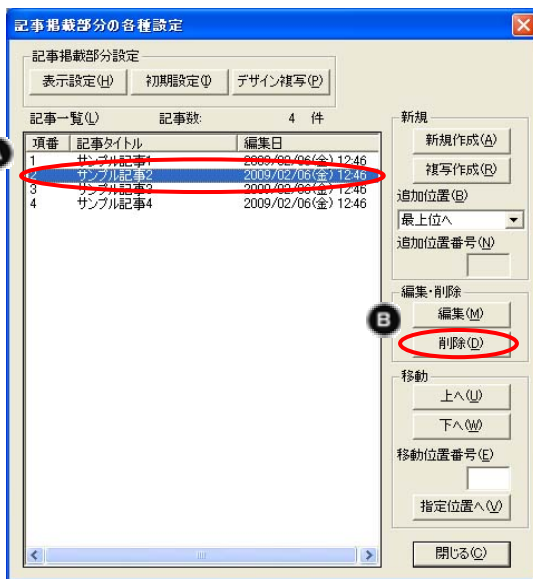 記事掲載部分の各種設定
記事掲載部分設定
表示設定(H) 初期設定(I) デザイン複写(P)
記事一覧(L) 記事数: 4 件
項番 記事タイトル 編集日
1 サンプル記事1 2009/02/06(金) 12:46
2 サンプル記事2 2009/02/06(金) 12:46
3 サンプル記事3 2009/02/06(金) 12:46
4 サンプル記事4 2009/02/06(金) 12:46
新規
新規作成(A)
複写作成(R)
追加位置(B)
最上位へ
追加位置番号(N)
編集・削除
B
編集(M)
削除(D)
移動
上へ(U)
下へ(W)
移動位置番号(E)
指定位置へ(V)
閉じる(C)